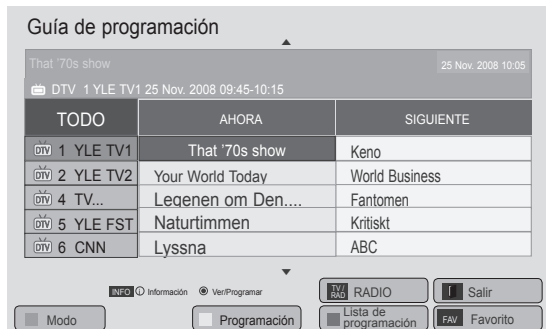 Guía de programación
That '70s show 25 Nov. 2008 10:05
DTV 1 YLE TV1 25 Nov. 2008 09:45-10:15
TODO AHORA SIGUIENTE
DTV 1 YLE TV1 That '70s show Keno
DTV 2 YLE TV2 Your World Today World Business
DTV 4 TV... Legenen om Den.... Fantomen
DTV 5 YLE FST Naturtimmen Kritiskt
DTV 6 CNN Lyssna ABC
INFO i Información Ver/Programar TV/RAD RADIO Salir
Modo Programación Lista de programación FAV Favorito